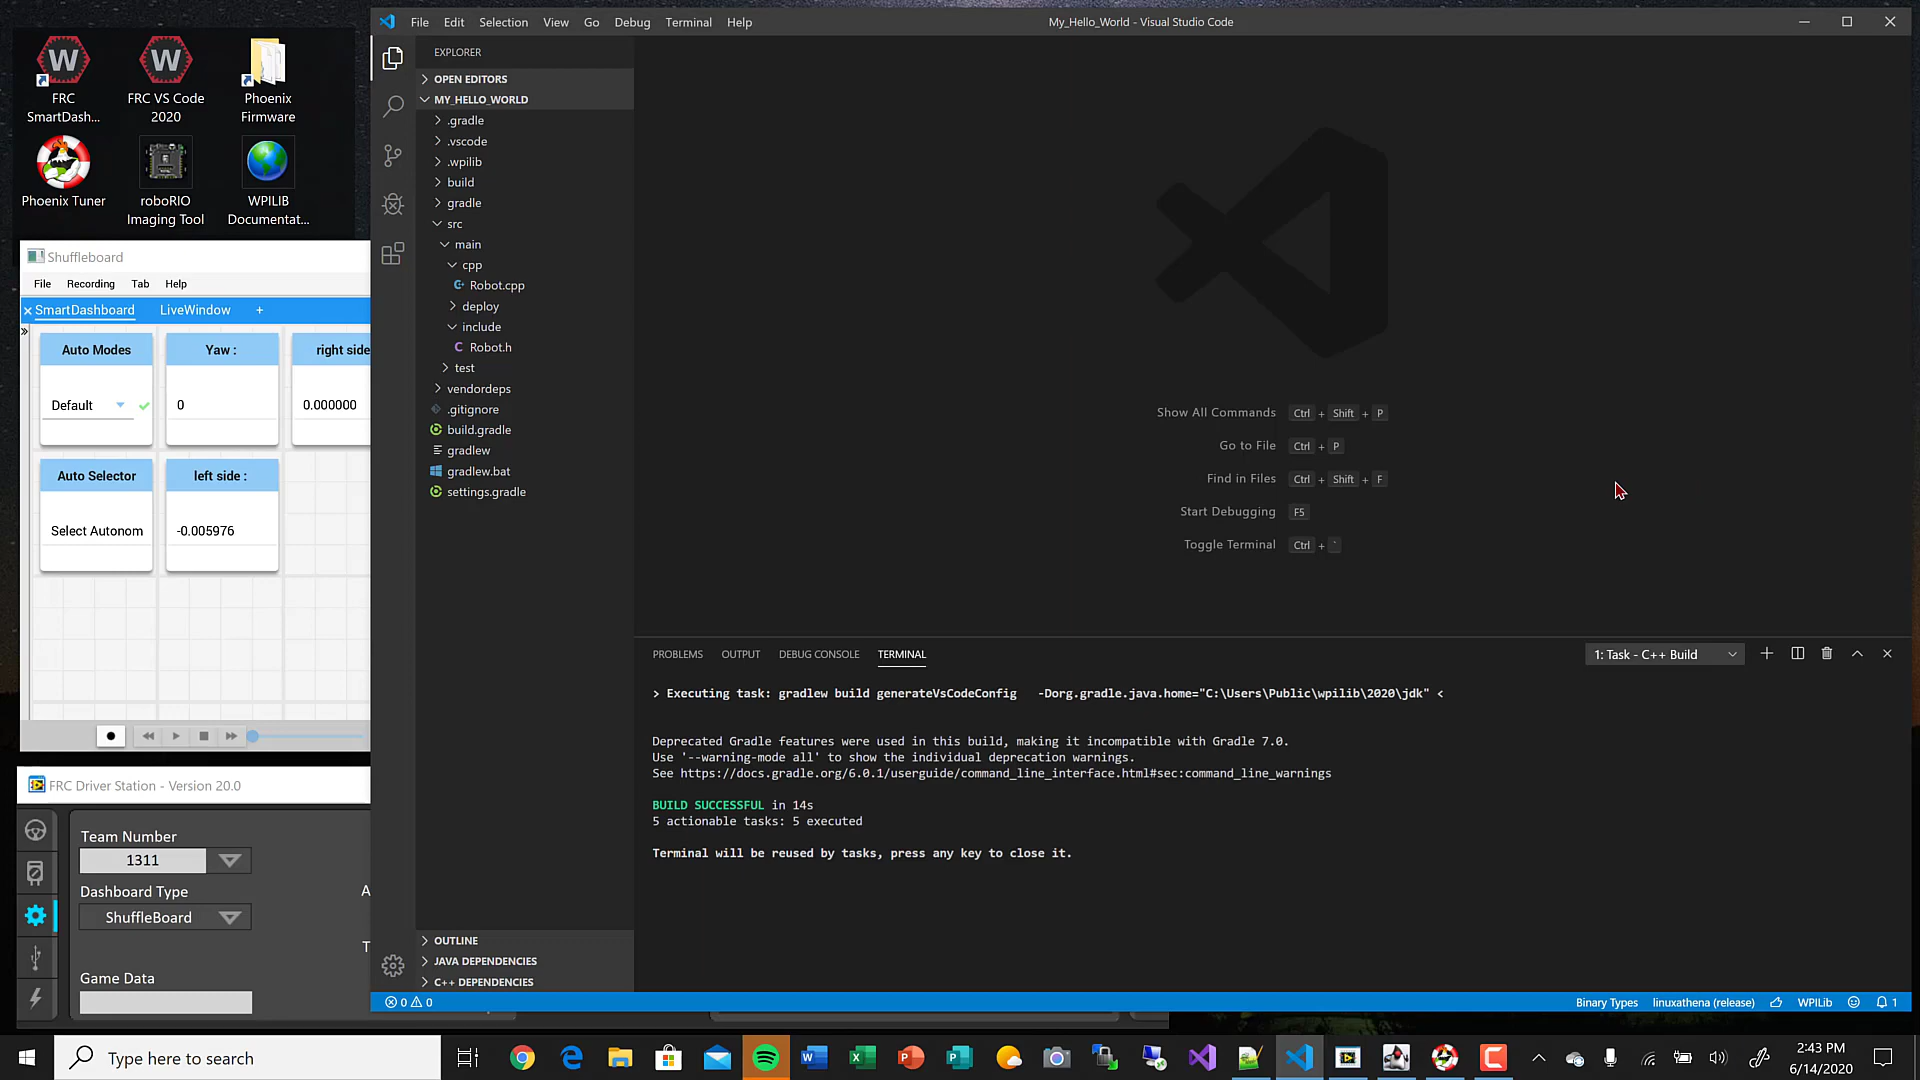 FRC
SmartDash...
FRC VS Code
2020
Phoenix
Firmware
Phoenix Tuner
roboRIO
Imaging Tool
WPILIB
Documentat...
Shuffleboard
File Recording Tab Help
SmartDashboard LiveWindow +
Auto Modes
Default
Yaw :
0
right side
0.000000
Auto Selector
Select Autonom
left side :
-0.005976
FRC Driver Station - Version 20.0
Team Number
1311
Dashboard Type
ShuffleBoard
Game Data
A
T
File Edit Selection View Go Debug Terminal Help
My_Hello_World - Visual Studio Code
EXPLORER
OPEN EDITORS
MY_HELLO_WORLD
.gradle
.vscode
.wpilib
build
gradle
src
main
cpp
Robot.cpp
deploy
include
C Robot.h
test
vendordeps
.gitignore
build.gradle
gradlew
gradlew.bat
settings.gradle
OUTLINE
JAVA DEPENDENCIES
C++ DEPENDENCIES
Show All Commands Ctrl + Shift + P
Go to File Ctrl + P
Find in Files Ctrl + Shift + F
Start Debugging F5
Toggle Terminal Ctrl + `
PROBLEMS OUTPUT DEBUG CONSOLE TERMINAL
1: Task - C++ Build
> Executing task: gradlew build generateVsCodeConfig -Dorg.gradle.java.home="C:\Users\Public\wpilib\2020\jdk" <
Deprecated Gradle features were used in this build, making it incompatible with Gradle 7.0.
Use '--warning-mode all' to show the individual deprecation warnings.
See https://docs.gradle.org/6.0.1/userguide/command_line_interface.html#sec:command_line_warnings
BUILD SUCCESSFUL in 14s
5 actionable tasks: 5 executed
Terminal will be reused by tasks, press any key to close it.
0 0
Binary Types linuxathena (release) WPILib 1
Type here to search
2:43 PM
6/14/2020